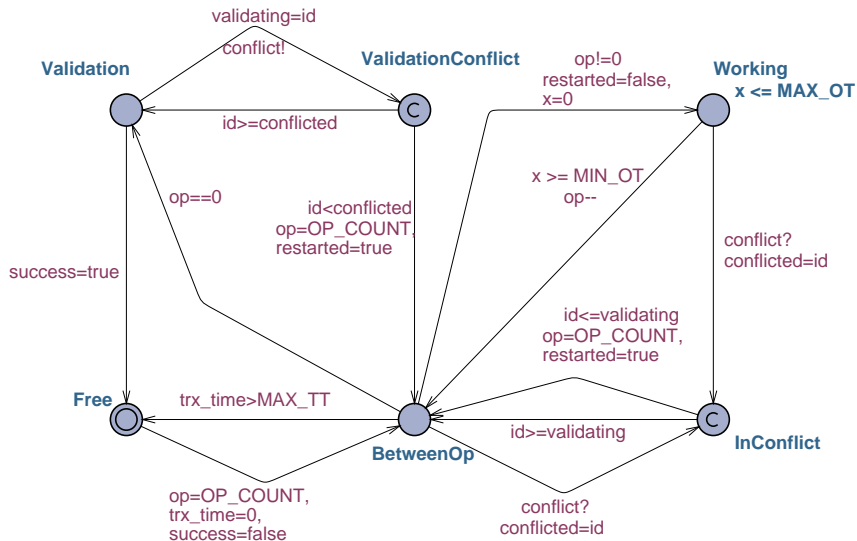 validating=id
conflict!
Validation
ValidationConflict
op!=0
restarted=false,
x=0
Working
x <= MAX_OT
C
id>=conflicted
x >= MIN_OT
op--
op==0
id<conflicted
op=OP_COUNT,
restarted=true
conflict?
conflicted=id
success=true
id<=validating
op=OP_COUNT,
restarted=true
Free
trx_time>MAX_TT
C
id>=validating
BetweenOp
InConflict
op=OP_COUNT,
trx_time=0,
success=false
conflict?
conflicted=id